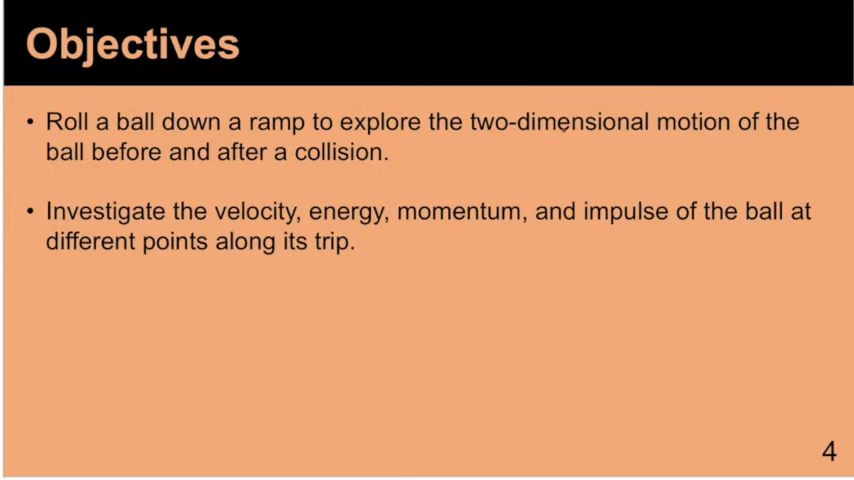 Objectives
• Roll a ball down a ramp to explore the two-dimensional motion of the
ball before and after a collision.
• Investigate the velocity, energy, momentum, and impulse of the ball at
different points along its trip.
4